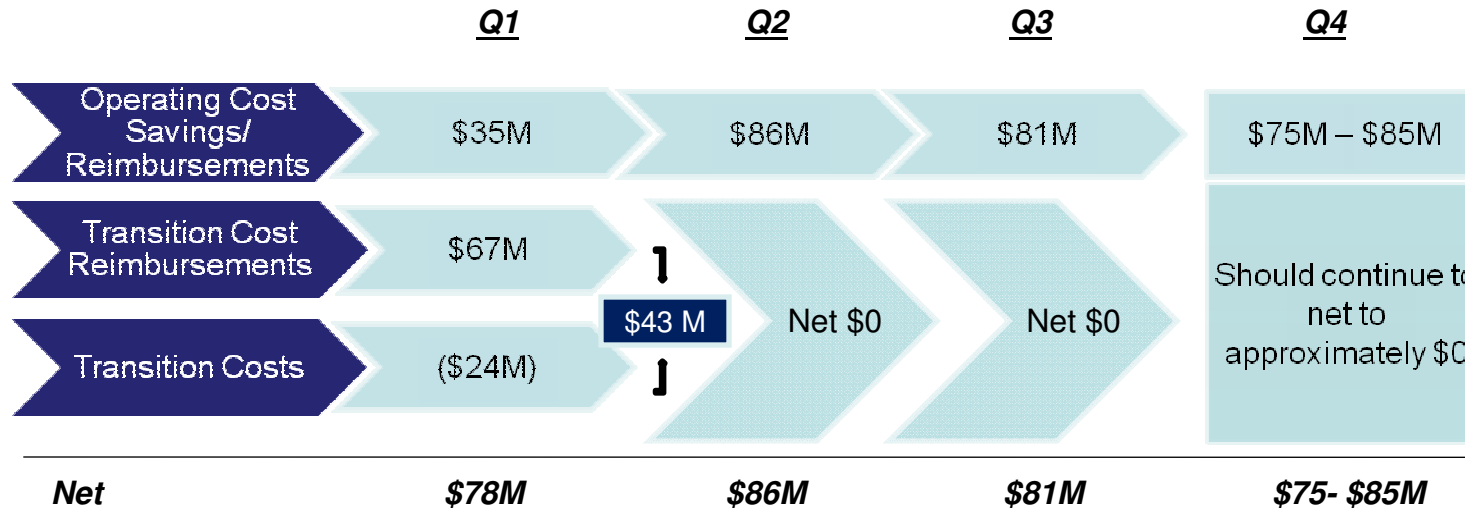 Q1 Q2 Q3 Q4
Operating Cost
Savings/
Reimbursements
$35M $86M $81M $75M – $85M
Transition Cost
Reimbursements
$67M
$43 M
Net $0 Net $0
Should continue to
net to
approximately $0
Transition Costs
($24M)
Net $78M $86M $81M $75- $85M